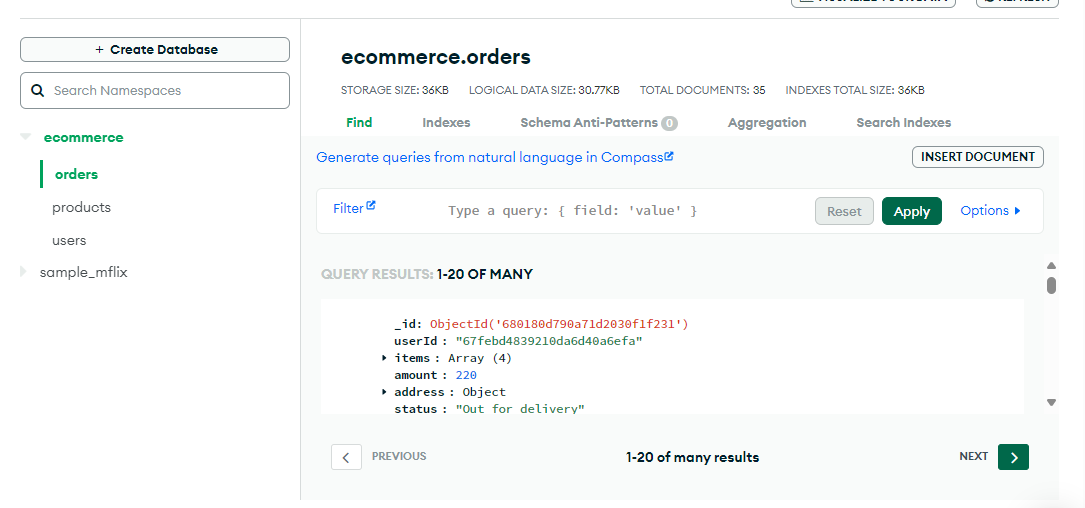 + Create Database
Search Namespaces
ecommerce
orders
products
users
sample_mflix
ecommerce.orders
STORAGE SIZE: 36KB LOGICAL DATA SIZE: 30.77KB TOTAL DOCUMENTS: 35 INDEXES TOTAL SIZE: 36KB
Find Indexes Schema Anti-Patterns 0 Aggregation Search Indexes
Generate queries from natural language in Compass
INSERT DOCUMENT
Filter Type a query: { field: 'value' } Reset Apply Options
QUERY RESULTS: 1-20 OF MANY
_id: ObjectId('680180d790a71d2030f1f231')
userId : "67febd4839210da6d40a6efa"
items : Array (4)
amount : 220
address : Object
status : "Out for delivery"
PREVIOUS 1-20 of many results NEXT